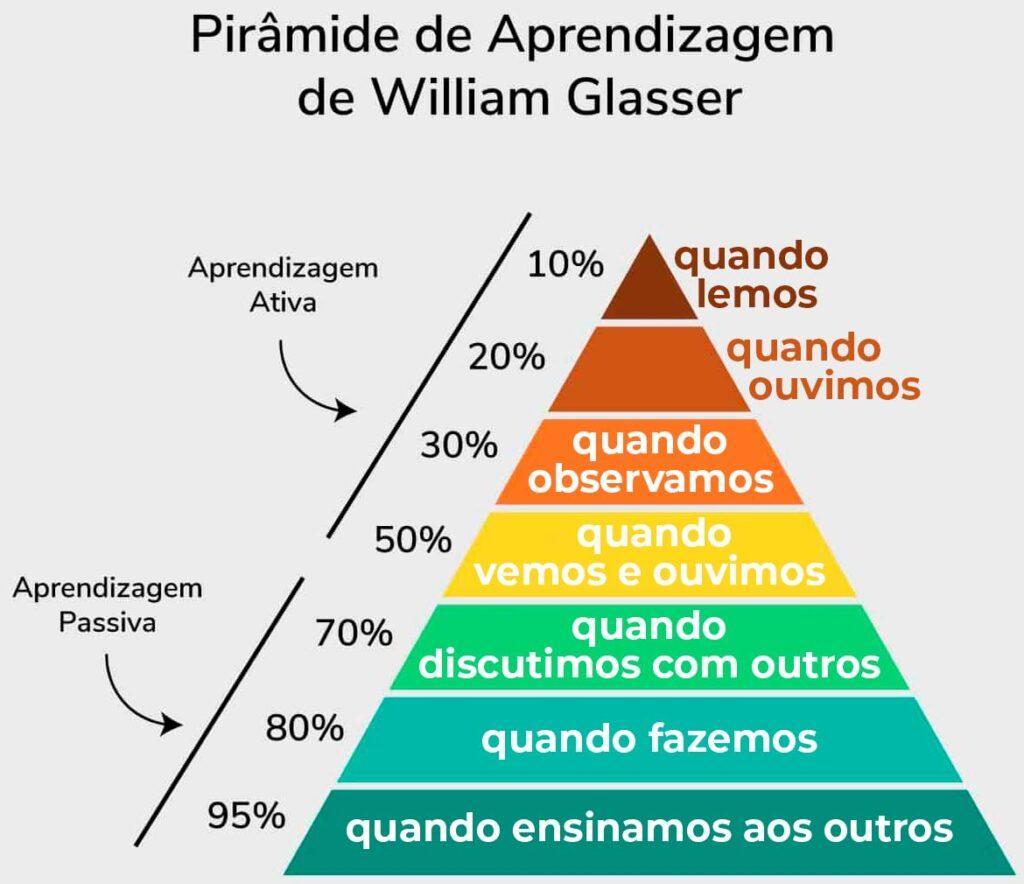 Pirâmide de Aprendizagem
de William Glasser
Aprendizagem
Ativa
10%
quando
lemos
20%
quando
ouvimos
30%
quando
observamos
50%
quando
vemos e ouvimos
Aprendizagem
Passiva
70%
quando
discutimos com outros
80%
quando fazemos
95%
quando ensinamos aos outros